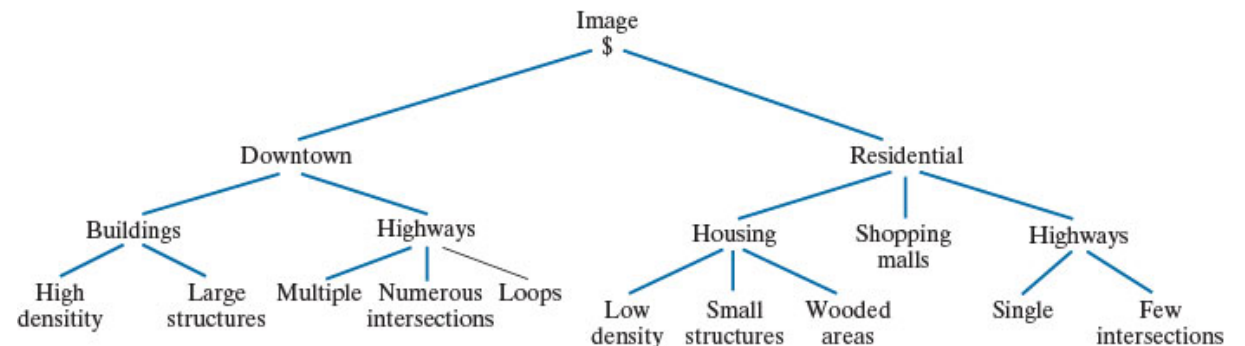 Image
$
Downtown
Residential
Buildings
Highways
Housing
Shopping
malls
Highways
High
densitity
Large
structures
Multiple
Numerous
intersections
Loops
Low
density
Small
structures
Wooded
areas
Single
Few
intersections